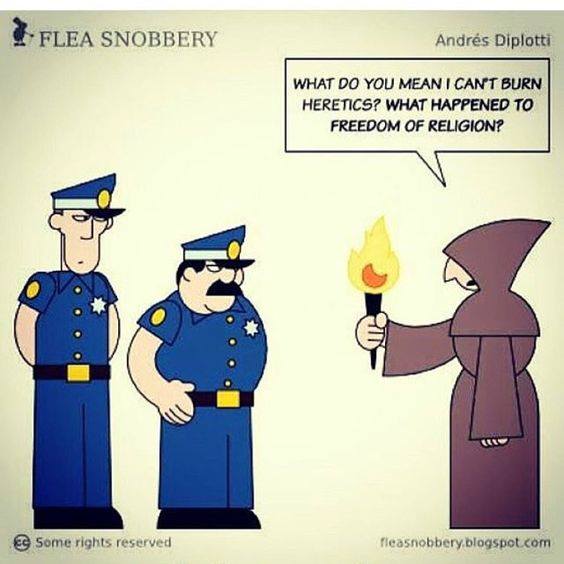 FLEA SNOBBERY
Andrés Diplotti
WHAT DO YOU MEAN I CAN'T BURN
HERETICS? WHAT HAPPENED TO
FREEDOM OF RELIGION?
cc Some rights reserved
fleasnobbery.blogspot.com